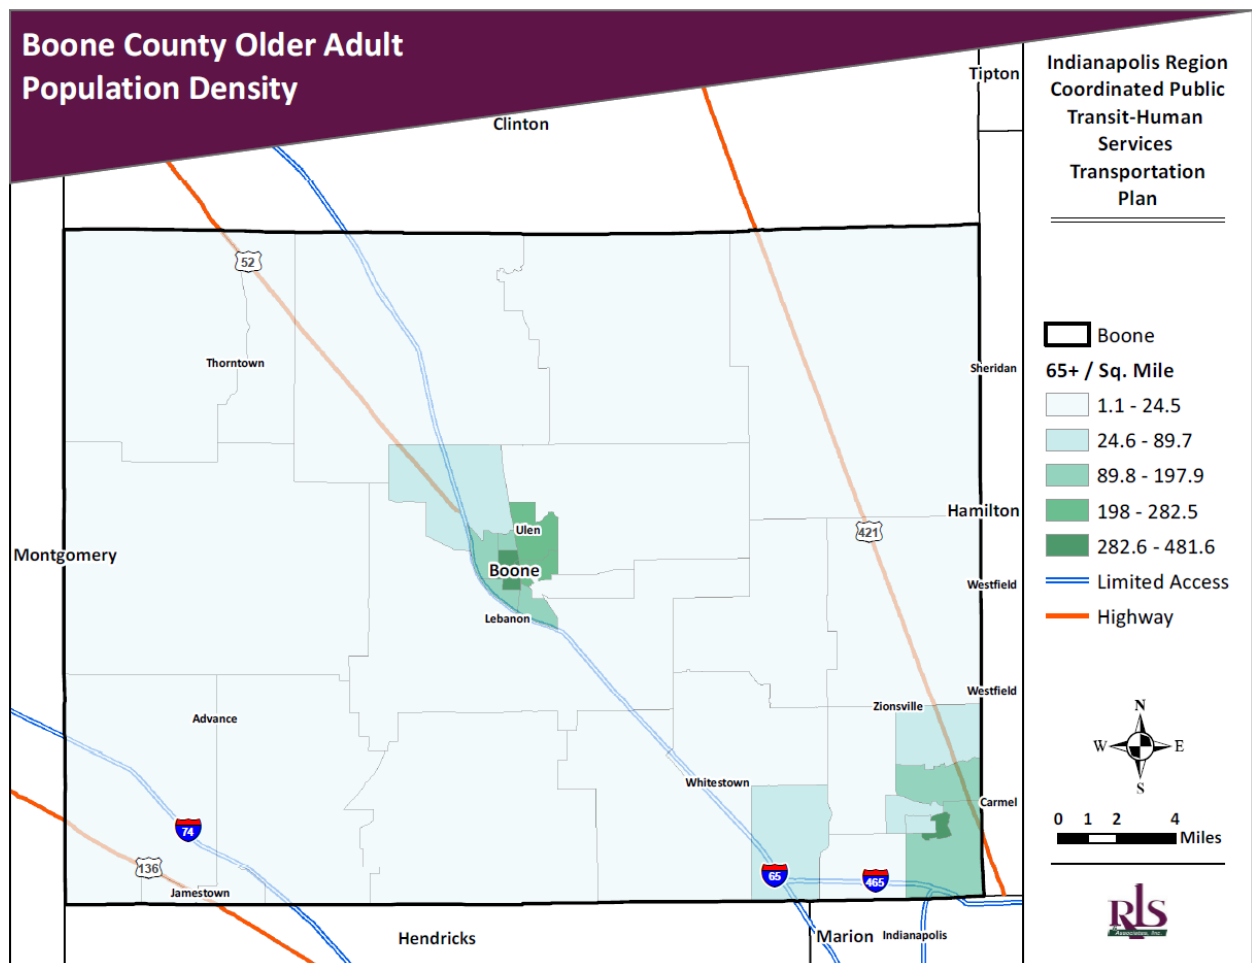 Boone County Older Adult
Population Density
Indianapolis Region
Coordinated Public
Transit-Human
Services
Transportation
Plan
Tipton
Clinton
52
Thorntown
Sheridan
Boone
65+ / Sq. Mile
1.1 - 24.5
24.6 - 89.7
89.8 - 197.9
198 - 282.5
282.6 - 481.6
Limited Access
Highway
Hamilton
Ulen
421
Montgomery
Boone
Westfield
Lebanon
Westfield
Zionsville
Advance
N
W E
S
Whitestown
Carmel
0 1 2 4
Miles
74
136
65
465
Jamestown
Hendricks
Marion
Indianapolis
RLS
Associates, Inc.